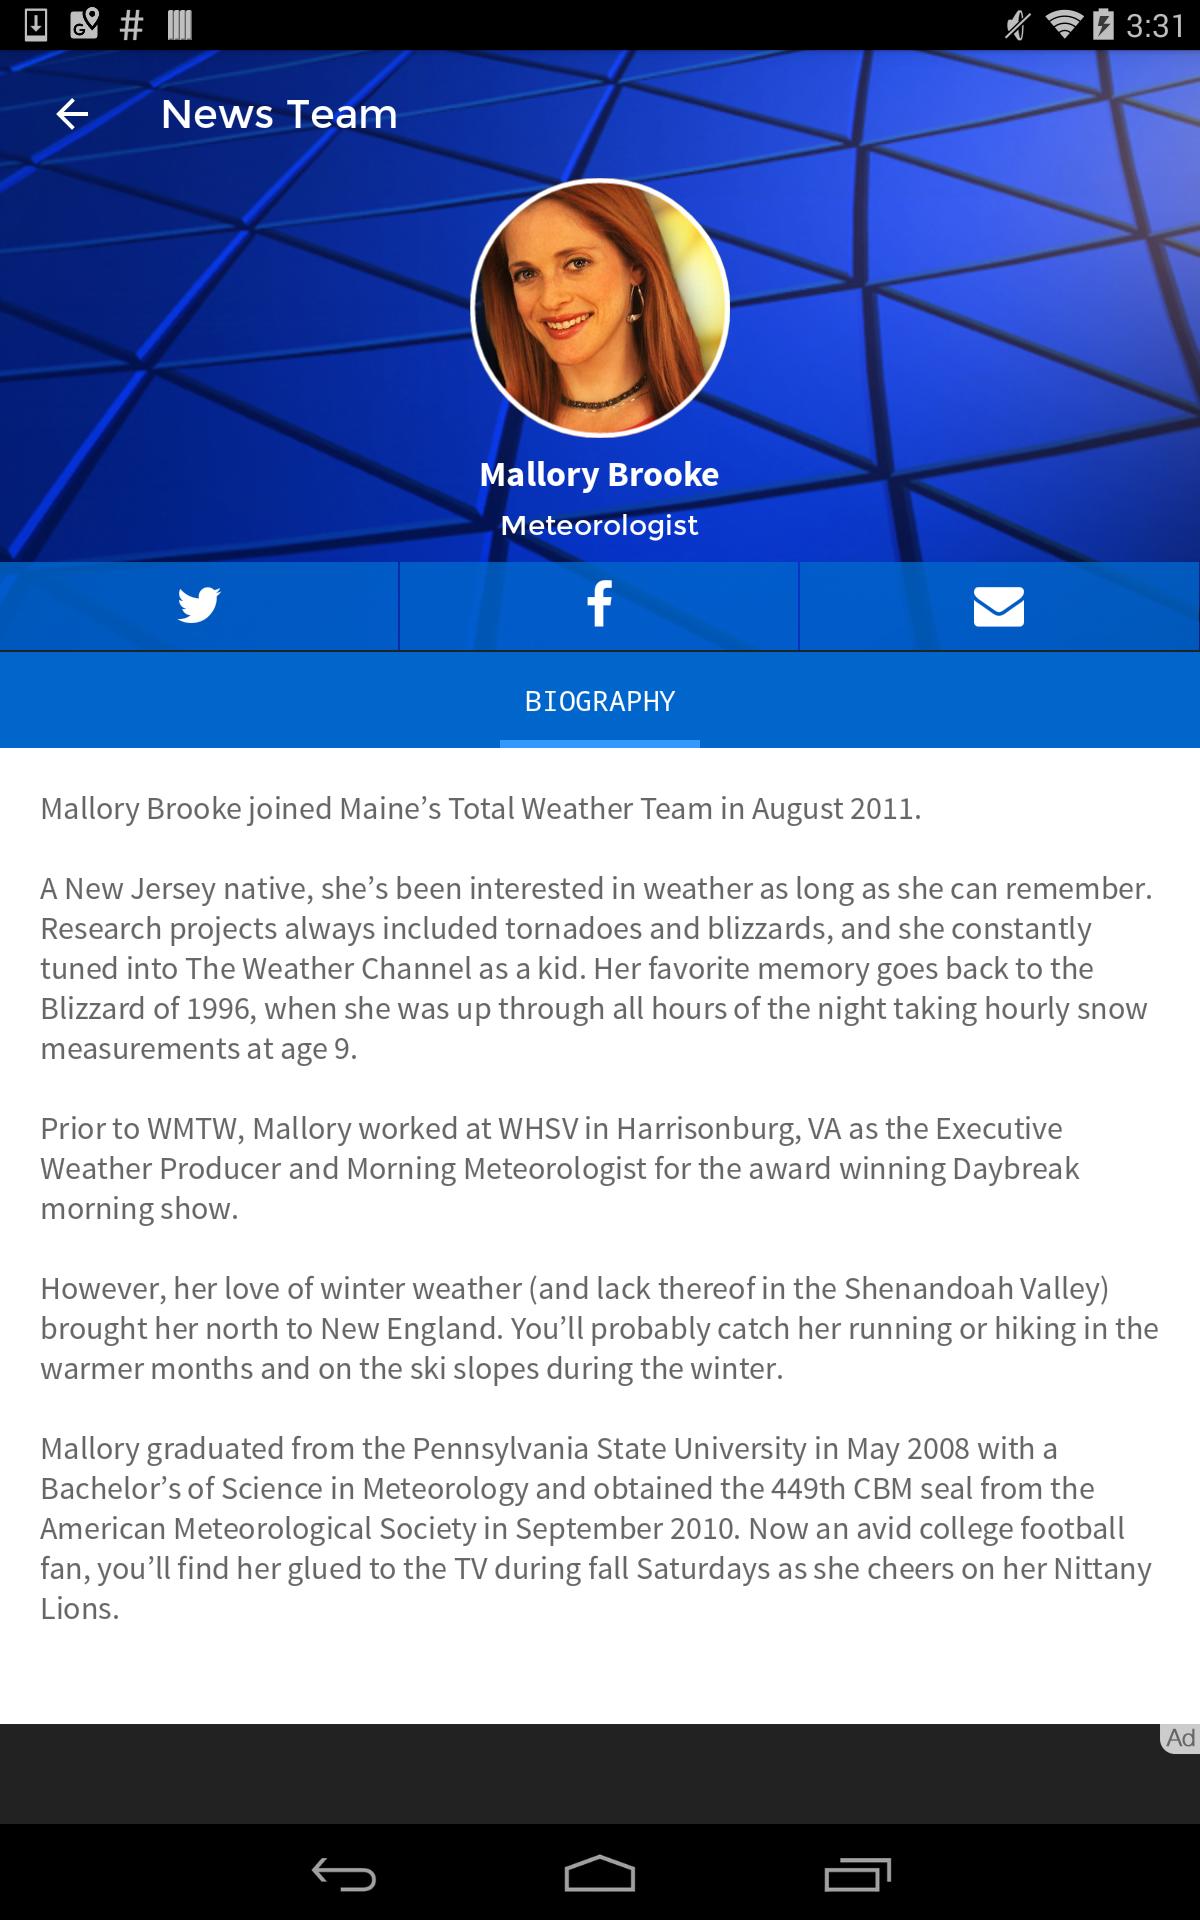 3:31
News Team
Mallory Brooke
Meteorologist
BIOGRAPHY
Mallory Brooke joined Maine’s Total Weather Team in August 2011.
A New Jersey native, she’s been interested in weather as long as she can remember.
Research projects always included tornadoes and blizzards, and she constantly
tuned into The Weather Channel as a kid. Her favorite memory goes back to the
Blizzard of 1996, when she was up through all hours of the night taking hourly snow
measurements at age 9.
Prior to WMTW, Mallory worked at WHSV in Harrisonburg, VA as the Executive
Weather Producer and Morning Meteorologist for the award winning Daybreak
morning show.
However, her love of winter weather (and lack thereof in the Shenandoah Valley)
brought her north to New England. You’ll probably catch her running or hiking in the
warmer months and on the ski slopes during the winter.
Mallory graduated from the Pennsylvania State University in May 2008 with a
Bachelor’s of Science in Meteorology and obtained the 449th CBM seal from the
American Meteorological Society in September 2010. Now an avid college football
fan, you’ll find her glued to the TV during fall Saturdays as she cheers on her Nittany
Lions.
Ad